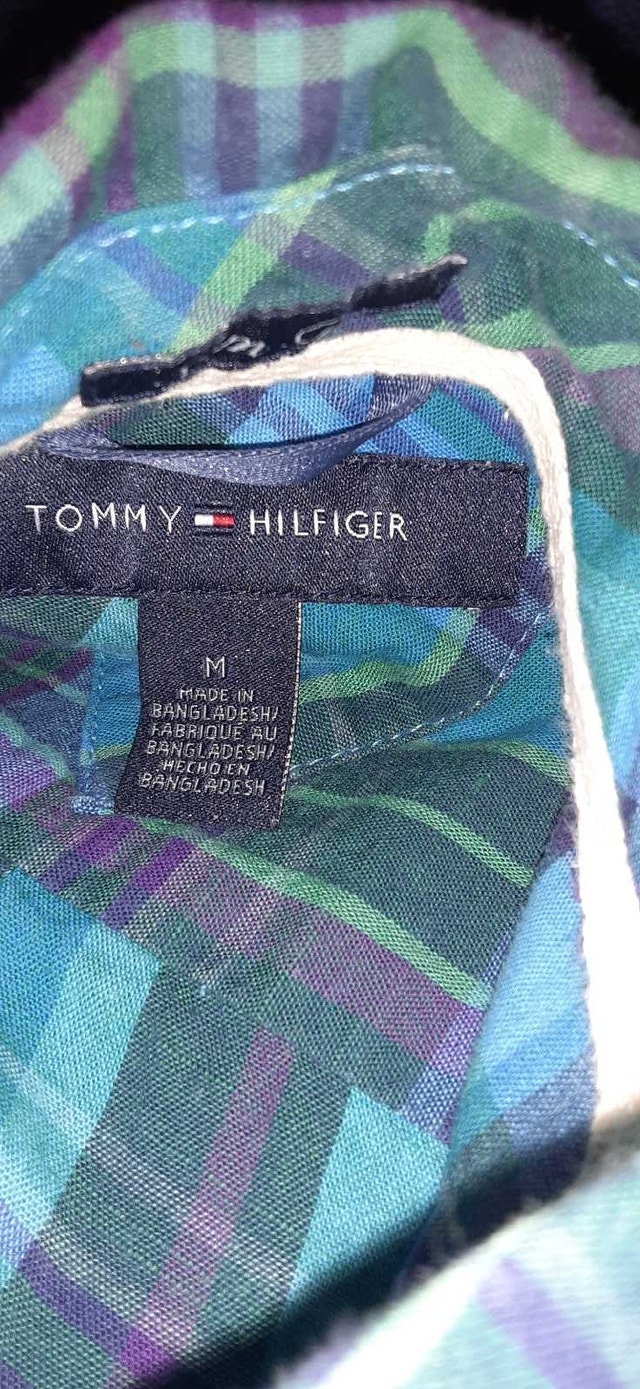 TOMMY HILFIGER
M
MADE IN
BANGLADESH/
FABRIQUE AU
BANGLADESH/
HECHO EN
BANGLADESH